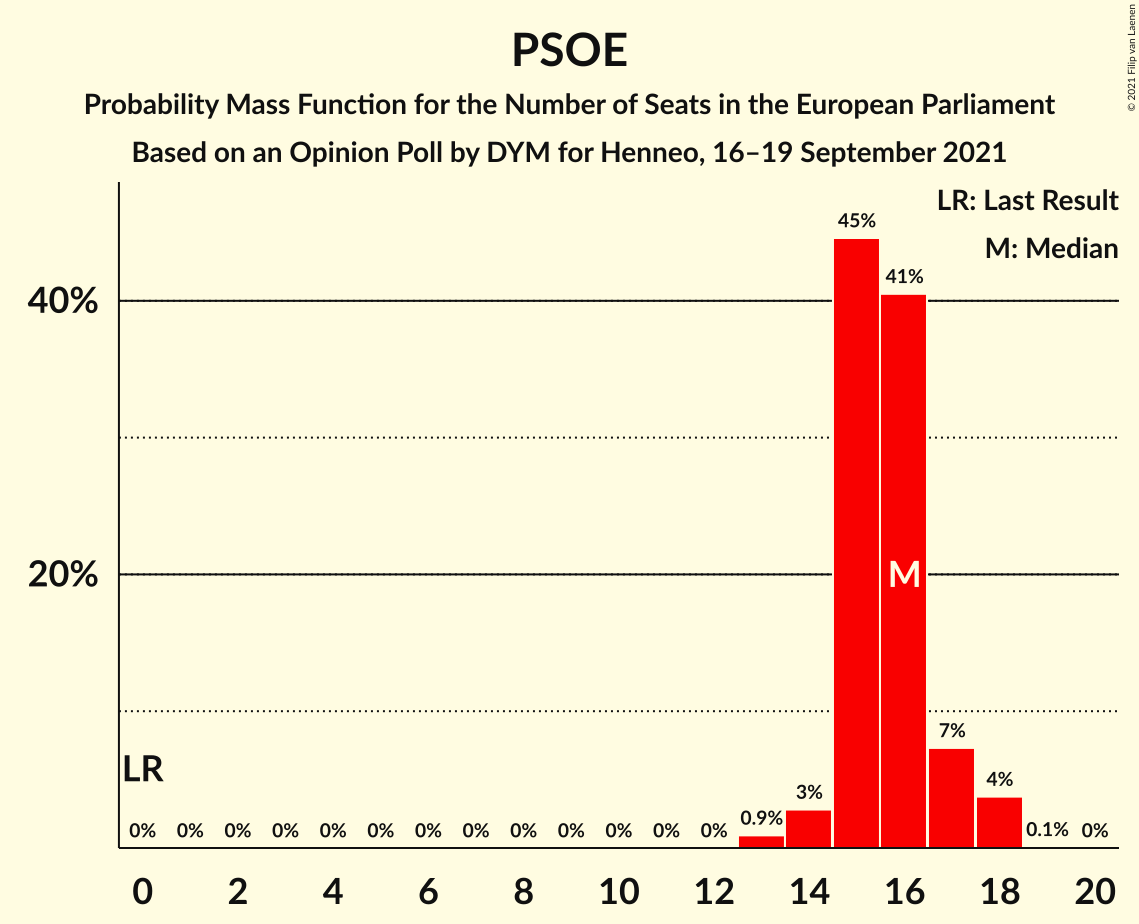 PSOE
Probability Mass Function for the Number of Seats in the European Parliament
Based on an Opinion Poll by DYM for Henneo, 16–19 September 2021
© 2021 Filip van Laenen
LR: Last Result
M: Median
45%
41%
40%
20%
M
7%
LR
4%
3%
0.9%
0% 0% 0% 0% 0% 0% 0% 0% 0% 0% 0% 0% 0% 0.1% 0%
0 2 4 6 8 10 12 14 16 18 20